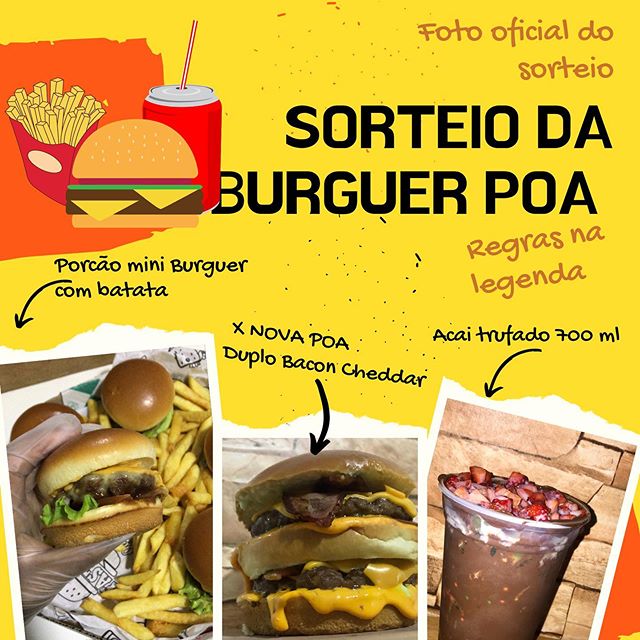 Foto oficial do
sorteio
SORTEIO DA
BURGUER POA
Regras na
legenda
Porcão mini Burguer
com batata
X NOVA POA
Duplo Bacon Cheddar
Acai trufado 700 ml